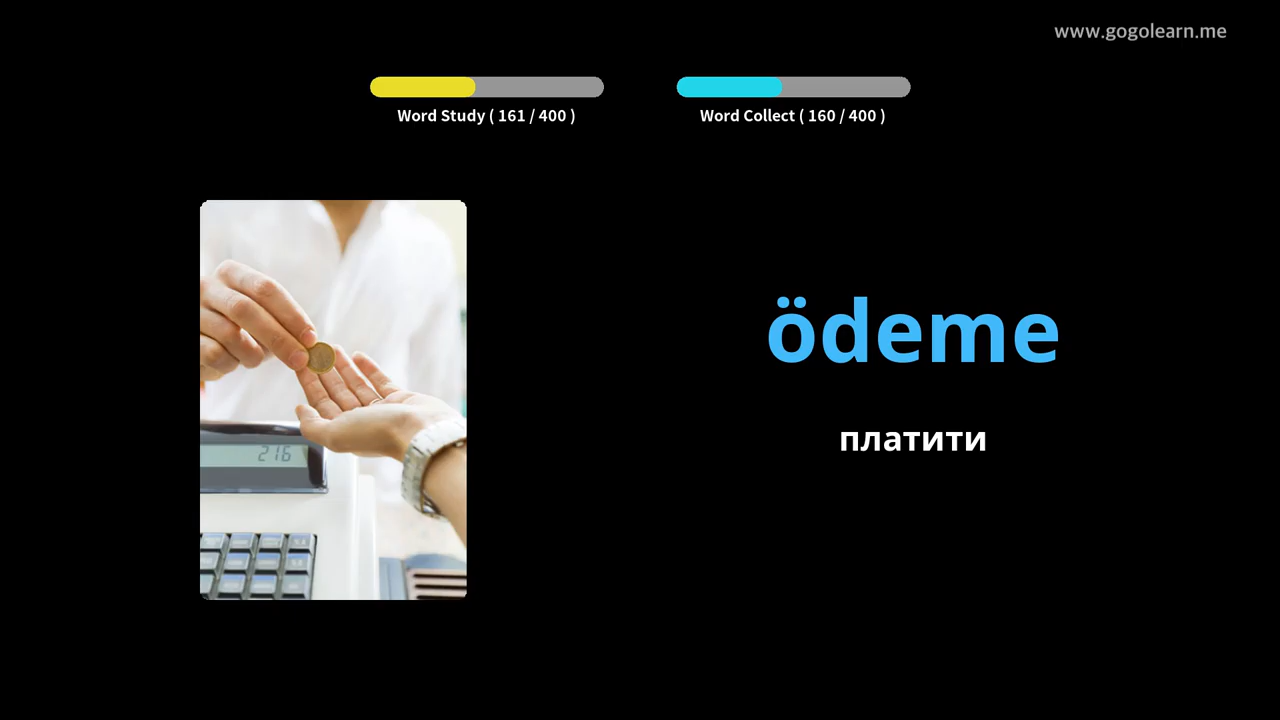 www.gogolearn.me
Word Study ( 161 / 400 )
Word Collect ( 160 / 400 )
ödeme
платити
216